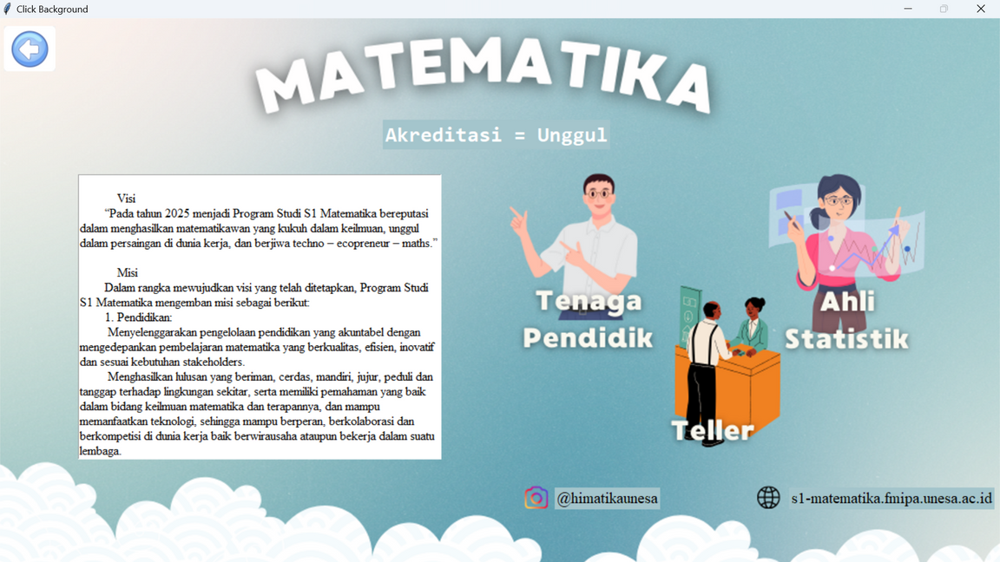 Click Background
MATEMATIKA
Akreditasi = Unggul
Visi
“Pada tahun 2025 menjadi Program Studi S1 Matematika bereputasi
dalam menghasilkan matematikawan yang kukuh dalam keilmuan, unggul
dalam persaingan di dunia kerja, dan berjiwa techno – ecopreneur – maths.”
Misi
Dalam rangka mewujudkan visi yang telah ditetapkan, Program Studi
S1 Matematika mengemban misi sebagai berikut:
1. Pendidikan:
Menyelenggarakan pengelolaan pendidikan yang akuntabel dengan
mengedepankan pembelajaran matematika yang berkualitas, efisien, inovatif
dan sesuai kebutuhan stakeholders.
Menghasilkan lulusan yang beriman, cerdas, mandiri, jujur, peduli dan
tanggap terhadap lingkungan sekitar, serta memiliki pemahaman yang baik
dalam bidang keilmuan matematika dan terapannya, dan mampu
memanfaatkan teknologi, sehingga mampu berperan, berkolaborasi dan
berkompetisi di dunia kerja baik berwirausaha ataupun bekerja dalam suatu
lembaga.
Tenaga
Pendidik
Ahli
Statistik
Teller
@himatikaunesa
s1-matematika.fmipa.unesa.ac.id